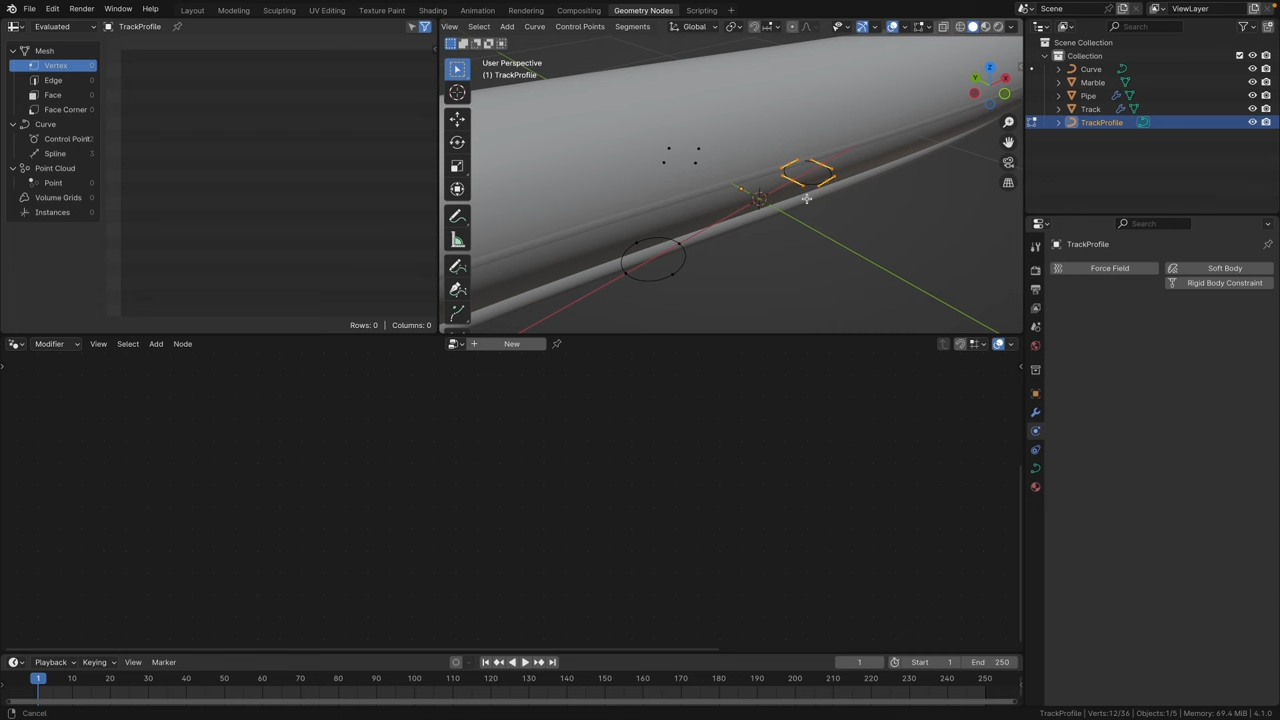 File Edit Render Window Help Layout Modeling Sculpting UV Editing Texture Paint Shading Animation Rendering Compositing Geometry Nodes Scripting Scene ViewLayer
Evaluated TrackProfile
View Select Add Curve Control Points Segments Global
Search
Mesh
Vertex 0
Edge 0
Face 0
Face Corner 0
Curve
Control Point 2
Spline 3
Point Cloud
Point 0
Volume Grids 0
Instances 0
Rows: 0 | Columns: 0
User Perspective
(1) TrackProfile
Z
Y
X
Scene Collection
Collection
Curve
Marble
Pipe
Track
TrackProfile
Search
TrackProfile
Force Field
Soft Body
Rigid Body Constraint
Modifier View Select Add Node
New
Playback Keying View Marker
1 Start 1 End 250
1 10 20 30 40 50 60 70 80 90 100 110 120 130 140 150 160 170 180 190 200 210 220 230 240 250
Cancel
TrackProfile | Verts:12/36 | Objects:1/5 | Memory: 69.4 MiB | 4.1.0